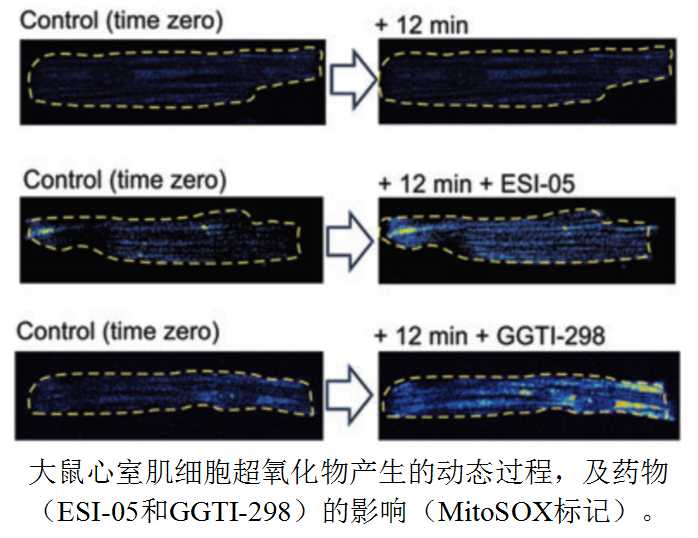 Control (time zero)
+ 12 min
Control (time zero)
+ 12 min + ESI-05
Control (time zero)
+ 12 min + GGTI-298
大鼠心室肌细胞超氧化物产生的动态过程，及药物
（ESI-05和GGTI-298）的影响（MitoSOX标记）。